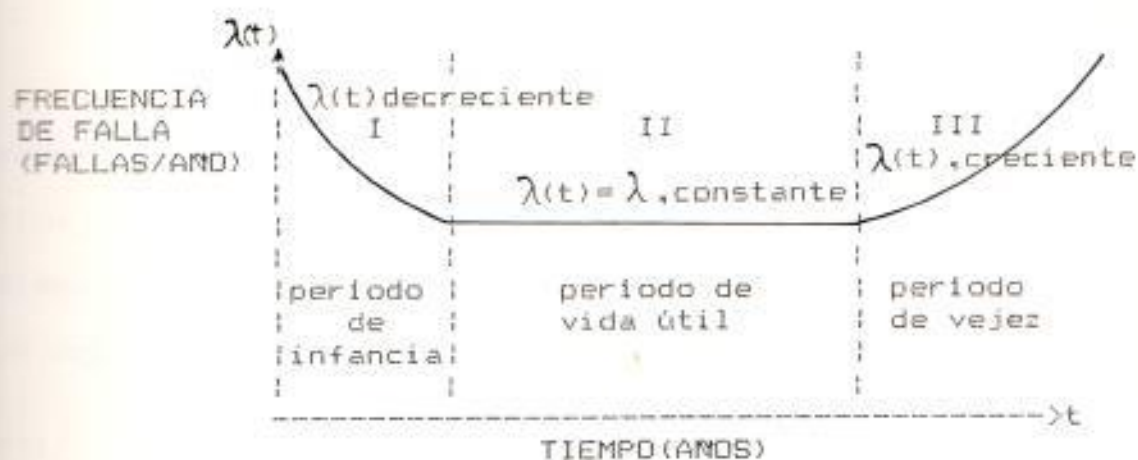 λ(t)
FRECUENCIA
DE FALLA
(FALLAS/AÑO)
λ(t) decreciente
I
II
λ(t) = λ, constante
III
λ(t), creciente
periodo
de
infancia
periodo de
vida útil
periodo
de vejez
t
TIEMPO (AÑOS)